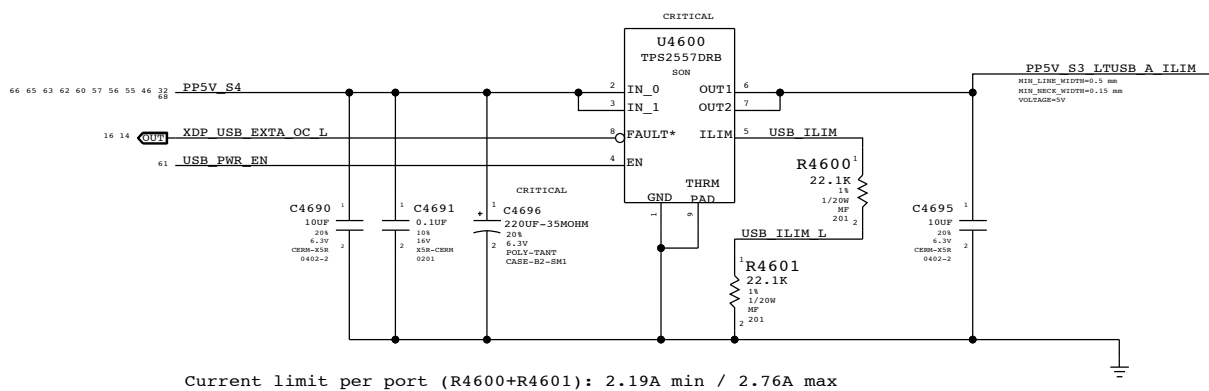 CRITICAL
U4600
TPS2557DRB
SON
66 65 63 62 60 57 56 55 46 32
68
PP5V_S4
2 IN_0
3 IN_1
OUT1 6
OUT2 7
PP5V_S3_LTUSB_A_ILIM
MIN_LINE_WIDTH=0.5 mm
MIN_NECK_WIDTH=0.15 mm
VOLTAGE=5V
16 14 OUT XDP_USB_EXTA_OC_L
8 FAULT*
ILIM 5 USB_ILIM
61 USB_PWR_EN
4 EN
GND
1
THRM
PAD
9
R4600 1
22.1K
1%
1/20W
MF
201 2
USB_ILIM_L
1 R4601
22.1K
1%
1/20W
MF
2 201
C4690 1
10UF
20%
6.3V 2
CERM-X5R
0402-2
1 C4691
0.1UF
10%
2 16V
X5R-CERM
0201
CRITICAL
1 C4696
+ 220UF-35MOHM
20%
2 6.3V
POLY-TANT
CASE-B2-SM1
C4695 1
10UF
20%
6.3V 2
CERM-X5R
0402-2
Current limit per port (R4600+R4601): 2.19A min / 2.76A max